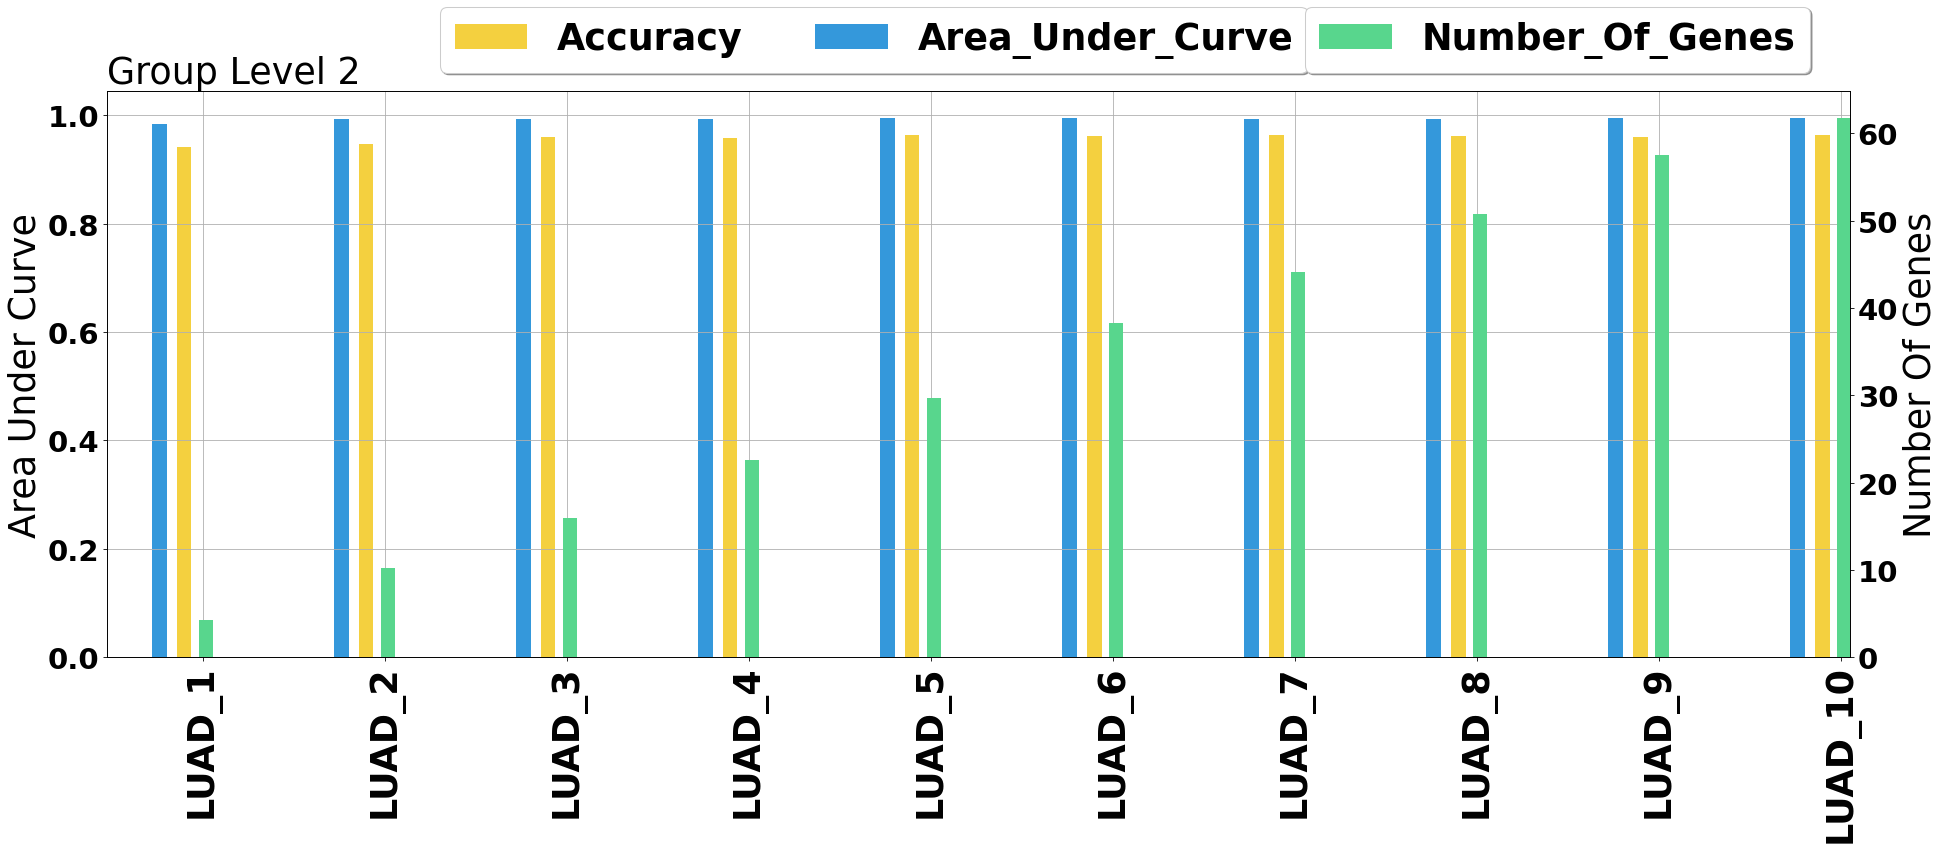 Accuracy
Area_Under_Curve
Number_Of_Genes
Group Level 2
Area Under Curve
1.0
0.8
0.6
0.4
0.2
0.0
60
50
40
30
20
10
0
Number Of Genes
LUAD_1
LUAD_2
LUAD_3
LUAD_4
LUAD_5
LUAD_6
LUAD_7
LUAD_8
LUAD_9
LUAD_10